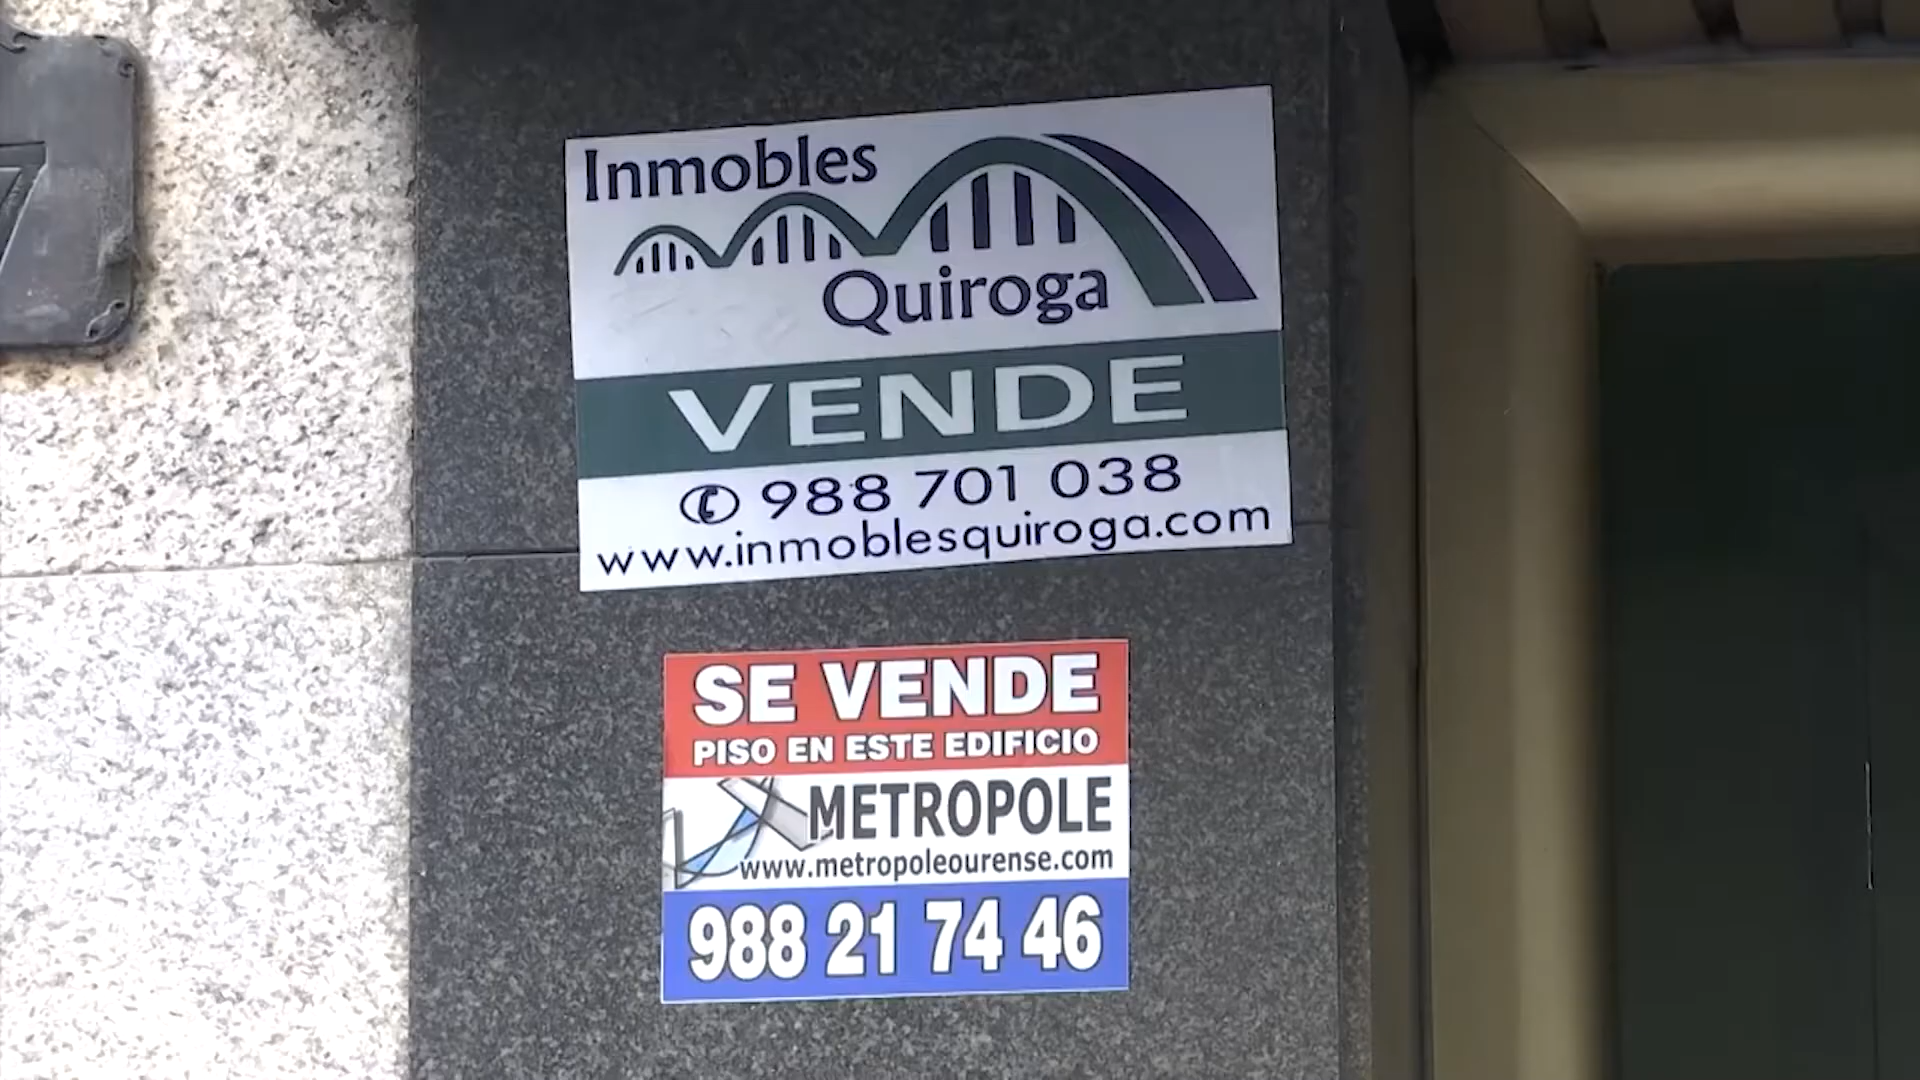 7
Inmobles
Quiroga
VENDE
✆ 988 701 038
www.inmoblesquiroga.com
SE VENDE
PISO EN ESTE EDIFICIO
METROPOLE
www.metropoleourense.com
988 21 74 46